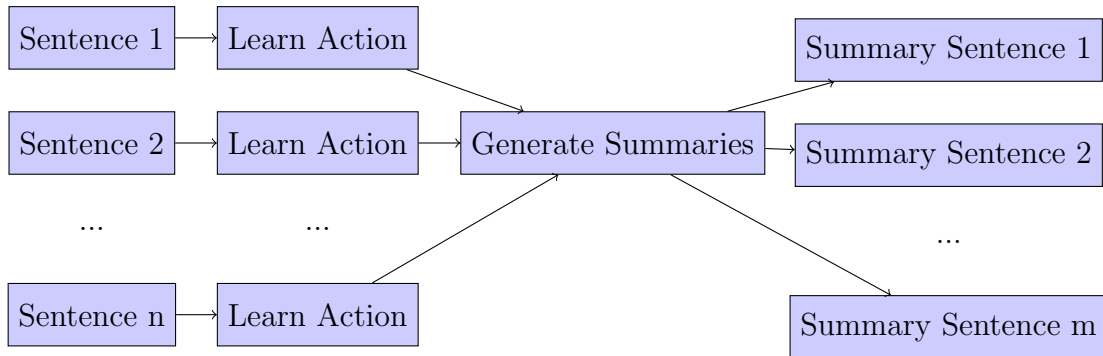 Sentence 1
Learn Action
Summary Sentence 1
Sentence 2
Learn Action
Generate Summaries
Summary Sentence 2
...
...
...
Sentence n
Learn Action
Summary Sentence m